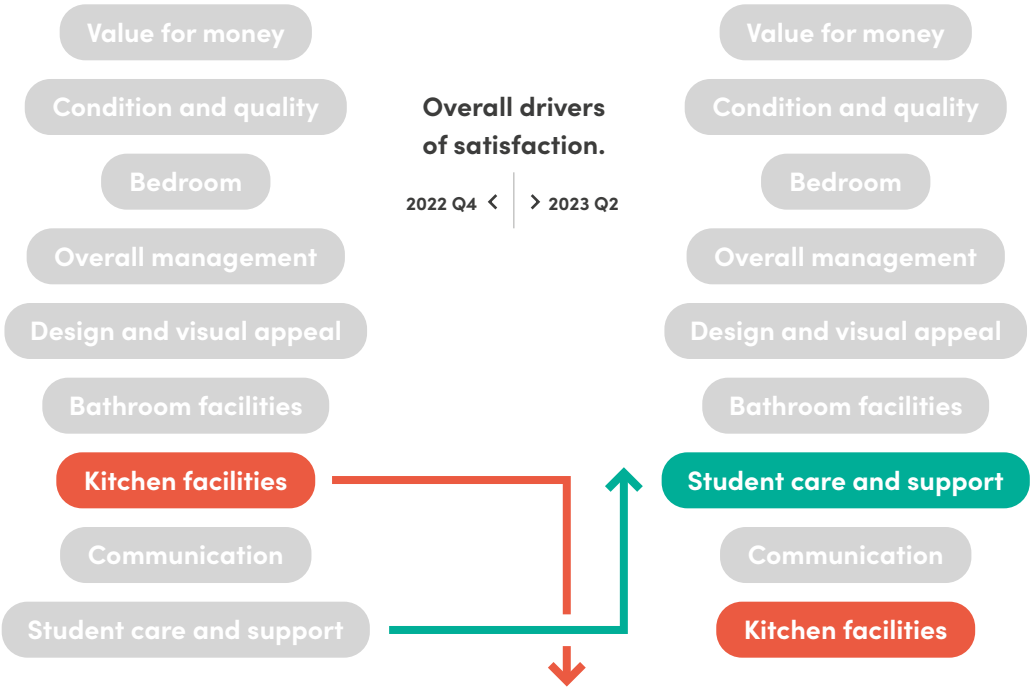 Value for money
Condition and quality
Bedroom
Overall management
Design and visual appeal
Bathroom facilities
Kitchen facilities
Communication
Student care and support
Overall drivers
of satisfaction.
2022 Q4 < > 2023 Q2
Value for money
Condition and quality
Bedroom
Overall management
Design and visual appeal
Bathroom facilities
Student care and support
Communication
Kitchen facilities